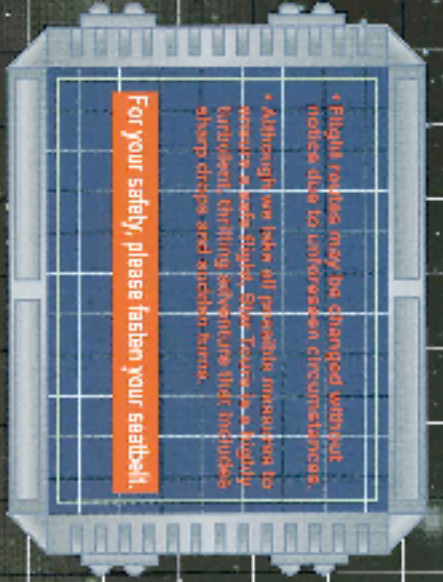 • Flight routes may be changed without
notice due to unforeseen circumstances.
• Although we take all possible measures to
ensure a safe flight, Star Tours is a highly
turbulent, thrilling adventure that includes
sharp drops and sudden turns.
For your safety, please fasten your seatbelt.